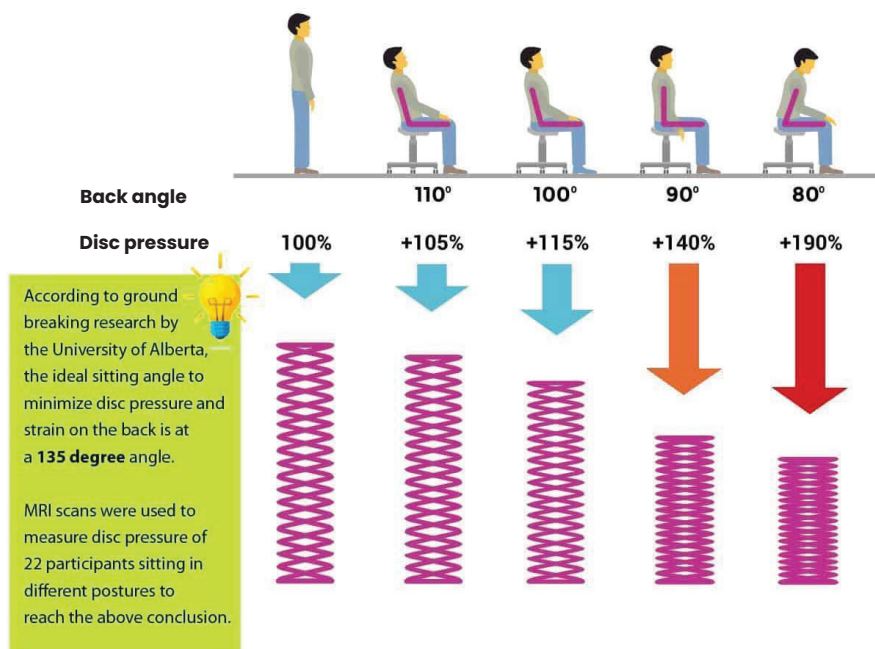 Back angle 110° 100° 90° 80°
Disc pressure 100% +105% +115% +140% +190%
According to ground
breaking research by
the University of Alberta,
the ideal sitting angle to
minimize disc pressure and
strain on the back is at
a 135 degree angle.
MRI scans were used to
measure disc pressure of
22 participants sitting in
different postures to
reach the above conclusion.